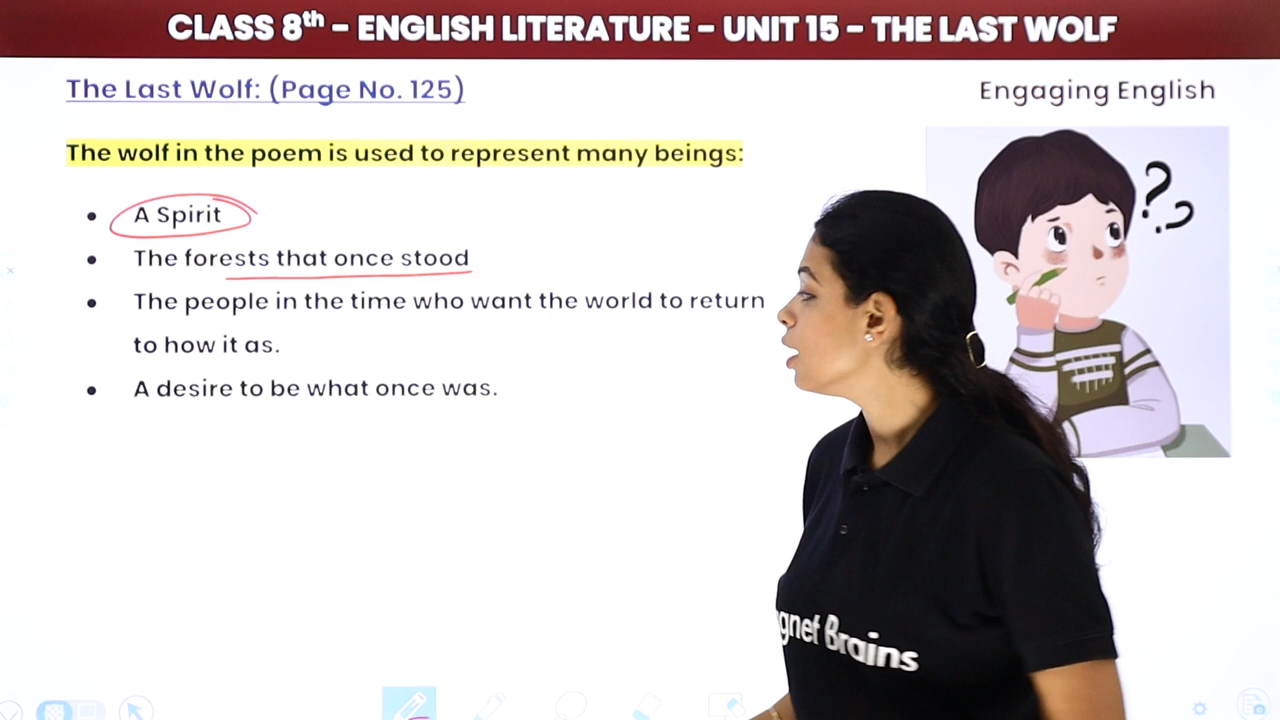 CLASS 8th – ENGLISH LITERATURE – UNIT 15 – THE LAST WOLF
The Last Wolf: (Page No. 125)
Engaging English
The wolf in the poem is used to represent many beings:
• A Spirit
• The forests that once stood
• The people in the time who want the world to return
to how it as.
• A desire to be what once was.
??
gnet Brains